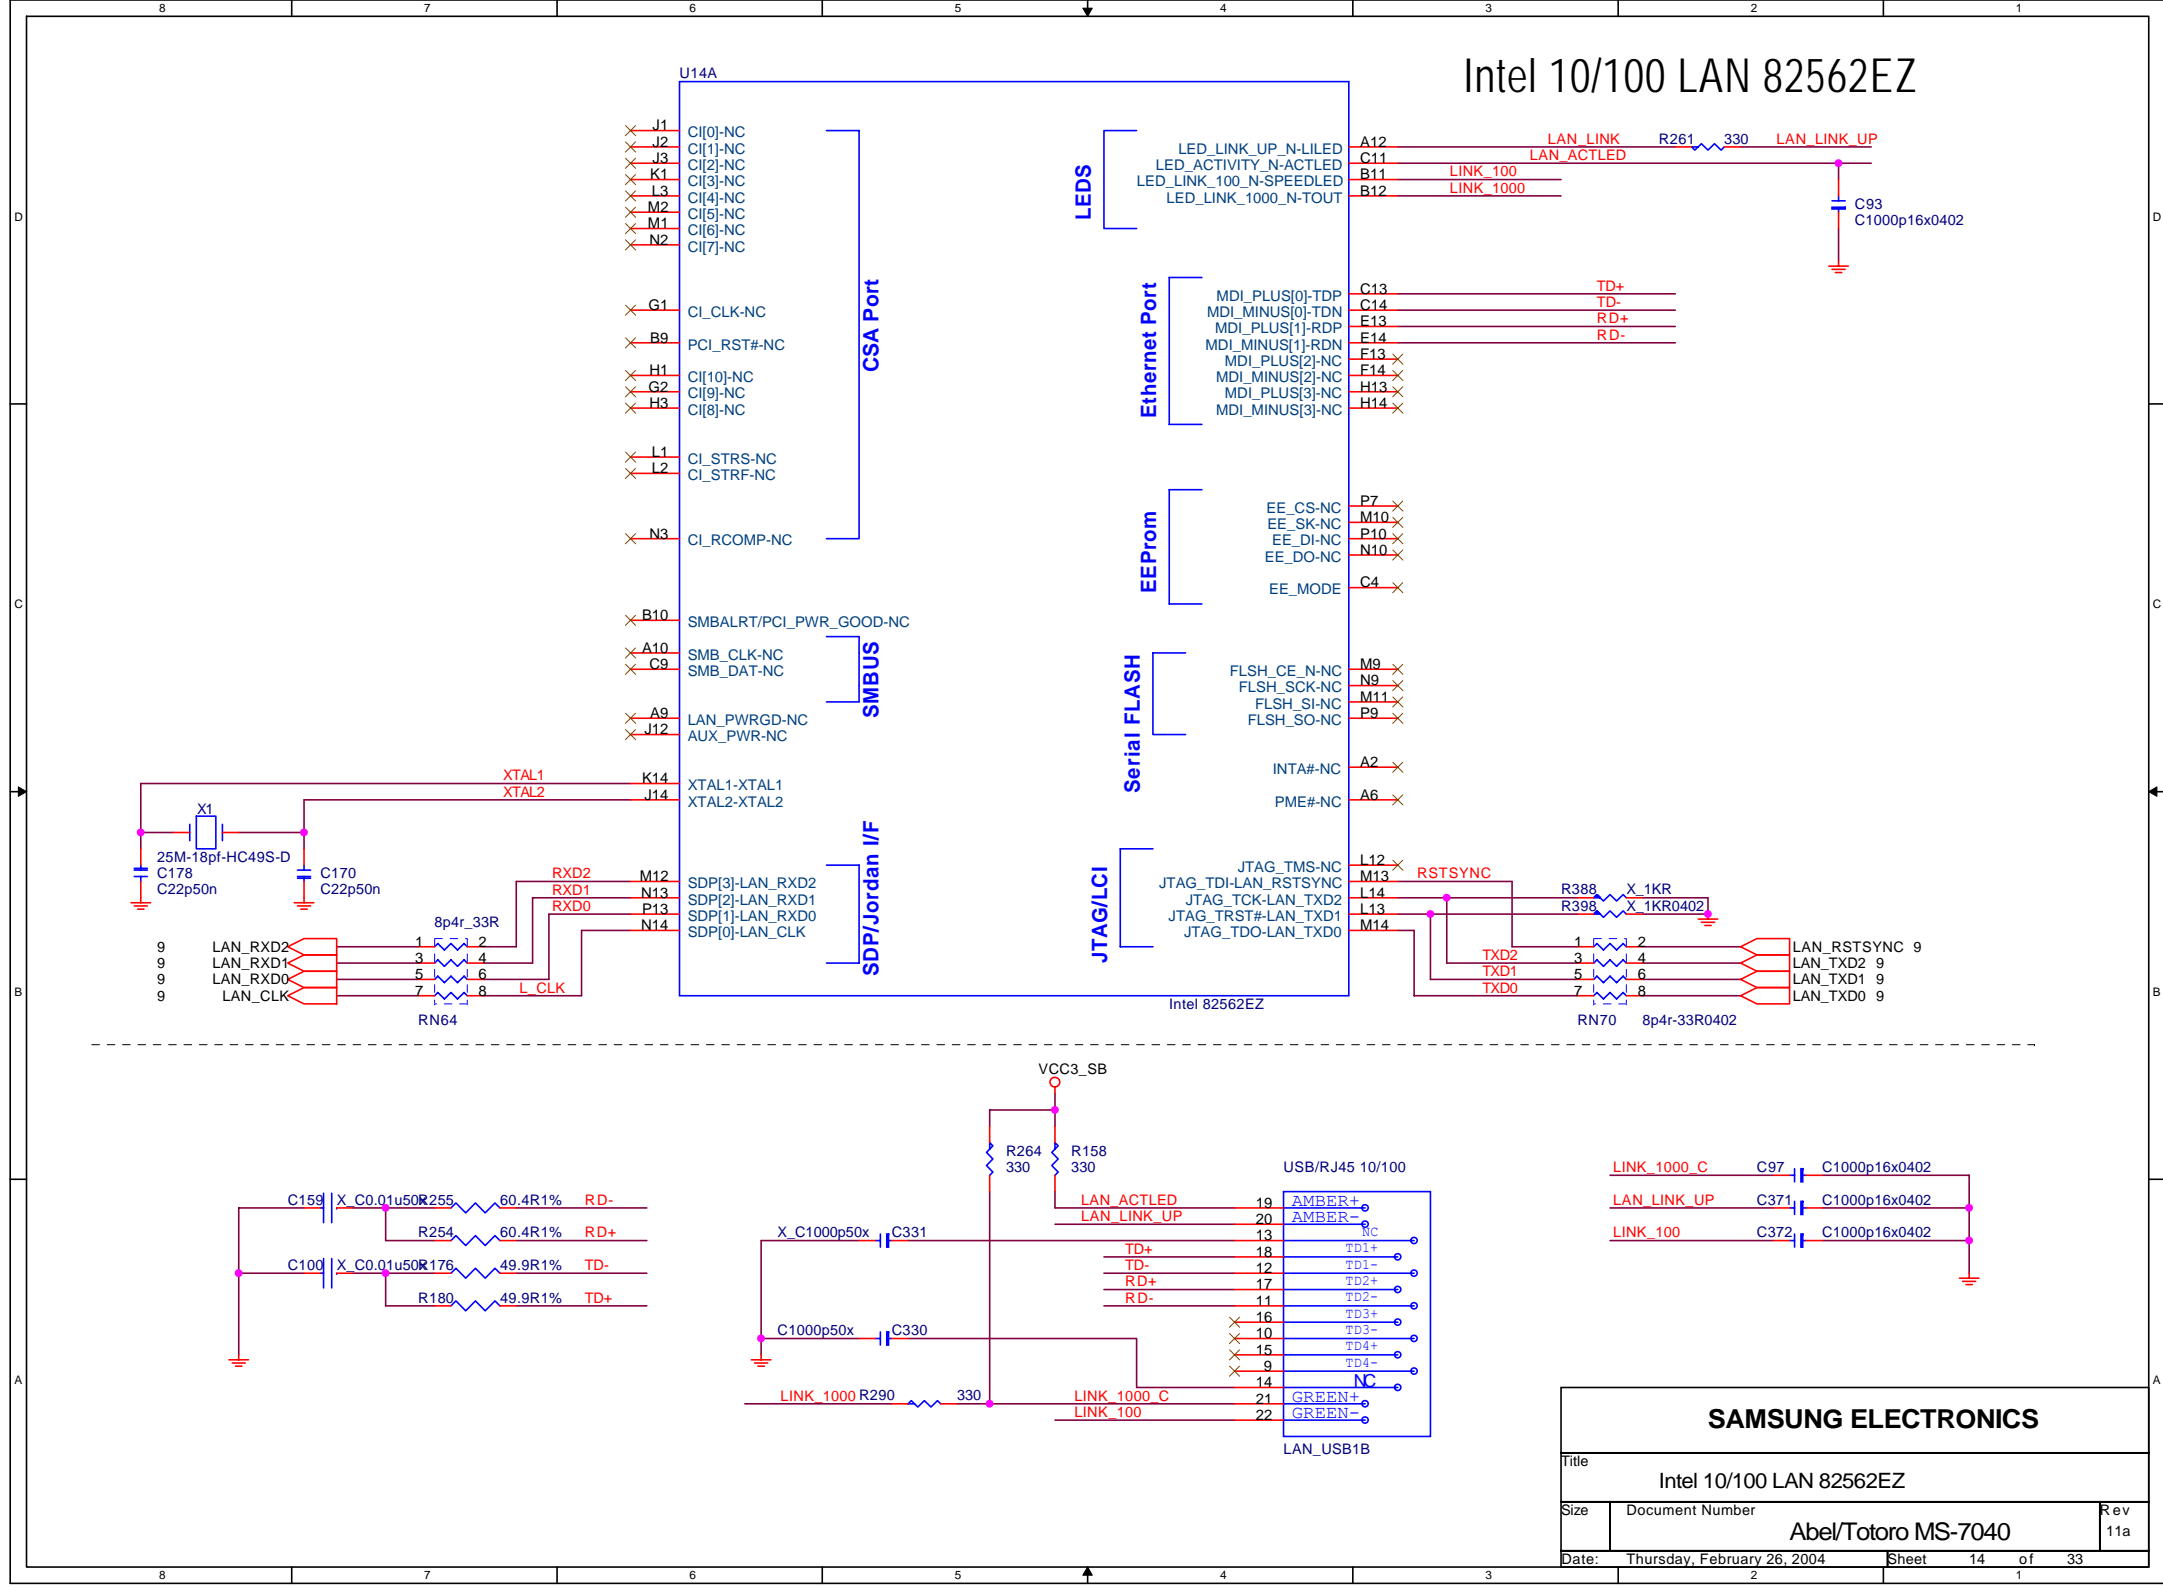 8 7 6 5 4 3 2 1
Intel 10/100 LAN 82562EZ
U14A
J1 CI[0]-NC
J2 CI[1]-NC
J3 CI[2]-NC
K1 CI[3]-NC
L3 CI[4]-NC
M2 CI[5]-NC
M1 CI[6]-NC
N2 CI[7]-NC
G1 CI_CLK-NC
B9 PCI_RST#-NC
H1 CI[10]-NC
G2 CI[9]-NC
H3 CI[8]-NC
L1 CI_STRS-NC
L2 CI_STRF-NC
N3 CI_RCOMP-NC
CSA Port
B10 SMBALRT/PCI_PWR_GOOD-NC
A10 SMB_CLK-NC
C9 SMB_DAT-NC
SMBUS
A9 LAN_PWRGD-NC
J12 AUX_PWR-NC
XTAL1 K14 XTAL1-XTAL1
XTAL2 J14 XTAL2-XTAL2
RXD2 M12 SDP[3]-LAN_RXD2
RXD1 N13 SDP[2]-LAN_RXD1
RXD0 P13 SDP[1]-LAN_RXD0
N14 SDP[0]-LAN_CLK
SDP/Jordan I/F
LEDS
LED_LINK_UP_N-LILED A12 LAN_LINK R261 330 LAN_LINK_UP
LED_ACTIVITY_N-ACTLED C11 LAN_ACTLED
LED_LINK_100_N-SPEEDLED B11 LINK_100
LED_LINK_1000_N-TOUT B12 LINK_1000
C93
C1000p16x0402
Ethernet Port
MDI_PLUS[0]-TDP C13 TD+
MDI_MINUS[0]-TDN C14 TD-
MDI_PLUS[1]-RDP E13 RD+
MDI_MINUS[1]-RDN E14 RD-
MDI_PLUS[2]-NC F13
MDI_MINUS[2]-NC F14
MDI_PLUS[3]-NC H13
MDI_MINUS[3]-NC H14
EEProm
EE_CS-NC P7
EE_SK-NC M10
EE_DI-NC P10
EE_DO-NC N10
EE_MODE C4
Serial FLASH
FLSH_CE_N-NC M9
FLSH_SCK-NC N9
FLSH_SI-NC M11
FLSH_SO-NC P9
INTA#-NC A2
PME#-NC A6
JTAG/LCI
JTAG_TMS-NC L12
JTAG_TDI-LAN_RSTSYNC M13 RSTSYNC
JTAG_TCK-LAN_TXD2 L14 R388 X_1KR
JTAG_TRST#-LAN_TXD1 L13 R398 X_1KR0402
JTAG_TDO-LAN_TXD0 M14
Intel 82562EZ
X1
25M-18pf-HC49S-D
C178
C22p50n
C170
C22p50n
8p4r_33R
9 LAN_RXD2 1 2
9 LAN_RXD1 3 4
9 LAN_RXD0 5 6
9 LAN_CLK 7 8 L_CLK
RN64
1 2 LAN_RSTSYNC 9
TXD2 3 4 LAN_TXD2 9
TXD1 5 6 LAN_TXD1 9
TXD0 7 8 LAN_TXD0 9
RN70 8p4r-33R0402
VCC3_SB
R264
330
R158
330
C159 X_C0.01u50X R255 60.4R1% RD-
R254 60.4R1% RD+
C100 X_C0.01u50X R176 49.9R1% TD-
R180 49.9R1% TD+
X_C1000p50x C331
C1000p50x C330
LINK_1000 R290 330
USB/RJ45 10/100
LAN_ACTLED 19 AMBER+
LAN_LINK_UP 20 AMBER-
13 NC
TD+ 18 TD1+
TD- 12 TD1-
RD+ 17 TD2+
RD- 11 TD2-
16 TD3+
10 TD3-
15 TD4+
9 TD4-
14 NC
LINK_1000_C 21 GREEN+
LINK_100 22 GREEN-
LAN_USB1B
LINK_1000_C C97 C1000p16x0402
LAN_LINK_UP C371 C1000p16x0402
LINK_100 C372 C1000p16x0402
D D
C C
B B
A A
SAMSUNG ELECTRONICS
Title
Intel 10/100 LAN 82562EZ
Size Document Number Rev
Abel/Totoro MS-7040 11a
Date: Thursday, February 26, 2004 Sheet 14 of 33
8 7 6 5 4 3 2 1